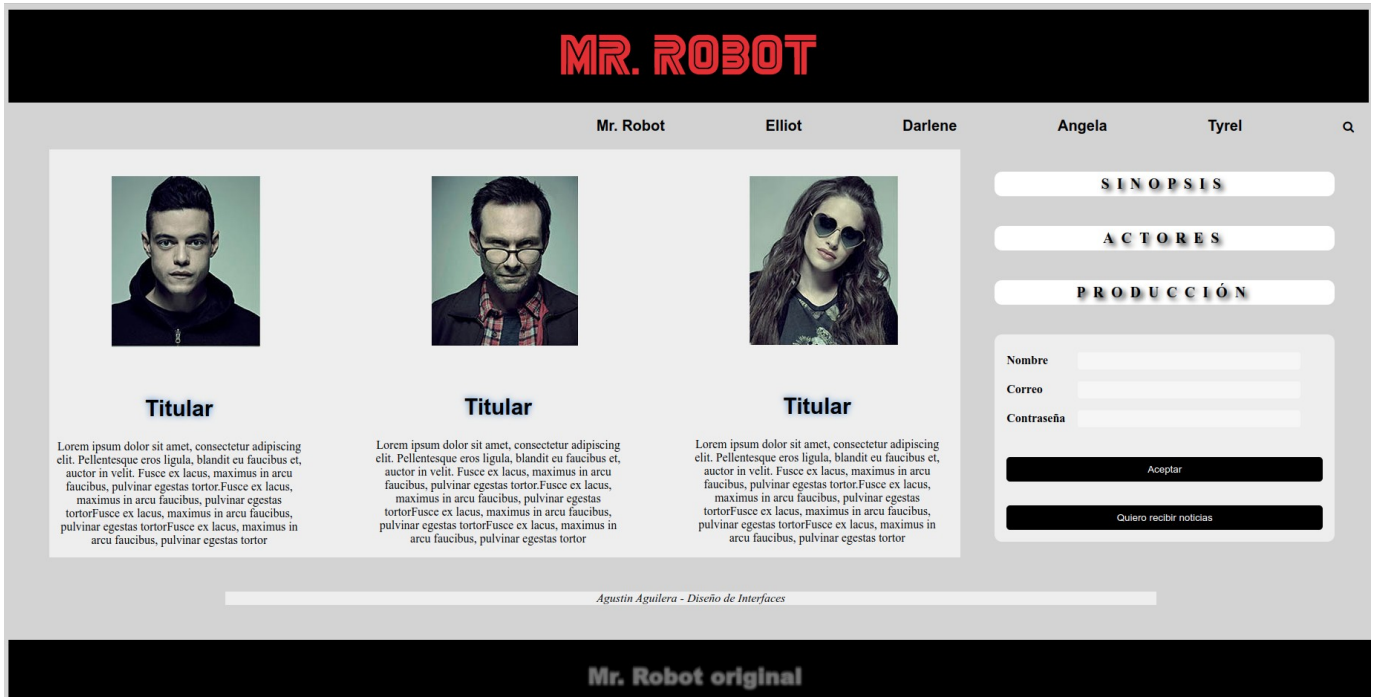 MR. ROBOT
Mr. Robot
Elliot
Darlene
Angela
Tyrel
Titular
Lorem ipsum dolor sit amet, consectetur adipiscing
elit. Pellentesque eros ligula, blandit eu faucibus et,
auctor in velit. Fusce ex lacus, maximus in arcu
faucibus, pulvinar egestas tortor.Fusce ex lacus,
maximus in arcu faucibus, pulvinar egestas
tortorFusce ex lacus, maximus in arcu faucibus,
pulvinar egestas tortorFusce ex lacus, maximus in
arcu faucibus, pulvinar egestas tortor
Titular
Lorem ipsum dolor sit amet, consectetur adipiscing
elit. Pellentesque eros ligula, blandit eu faucibus et,
auctor in velit. Fusce ex lacus, maximus in arcu
faucibus, pulvinar egestas tortor.Fusce ex lacus,
maximus in arcu faucibus, pulvinar egestas
tortorFusce ex lacus, maximus in arcu faucibus,
pulvinar egestas tortorFusce ex lacus, maximus in
arcu faucibus, pulvinar egestas tortor
Titular
Lorem ipsum dolor sit amet, consectetur adipiscing
elit. Pellentesque eros ligula, blandit eu faucibus et,
auctor in velit. Fusce ex lacus, maximus in arcu
faucibus, pulvinar egestas tortor.Fusce ex lacus,
maximus in arcu faucibus, pulvinar egestas
tortorFusce ex lacus, maximus in arcu faucibus,
pulvinar egestas tortorFusce ex lacus, maximus in
arcu faucibus, pulvinar egestas tortor
SINOPSIS
ACTORES
PRODUCCIÓN
Nombre
Correo
Contraseña
Aceptar
Quiero recibir noticias
Agustin Aguilera - Diseño de Interfaces
Mr. Robot original